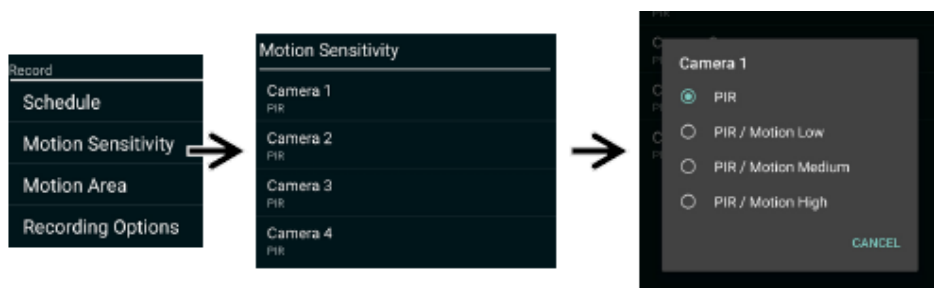 Record
Schedule
Motion Sensitivity
Motion Area
Recording Options
Motion Sensitivity
Camera 1
PIR
Camera 2
PIR
Camera 3
PIR
Camera 4
PIR
PIR
Camera 1
PIR
PIR / Motion Low
PIR / Motion Medium
PIR / Motion High
CANCEL